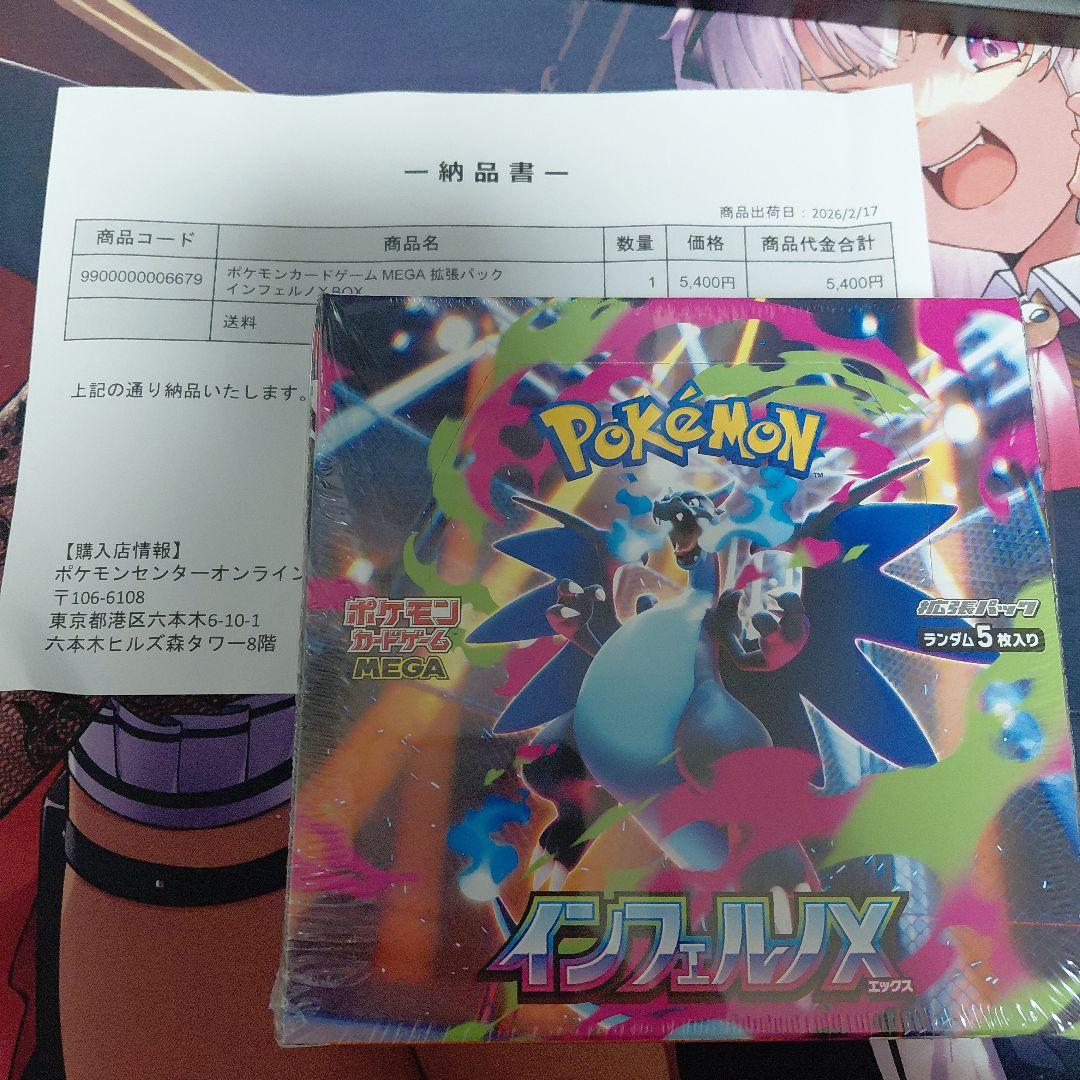 — 納品書 —
商品出荷日：2026/2/17
商品コード 商品名 数量 価格 商品代金合計
9900000006679 ポケモンカードゲーム MEGA 拡張パック
インフェルノX BOX 1 5,400円 5,400円
送料
上記の通り納品いたします。
【購入店情報】
ポケモンセンターオンライン
〒106-6108
東京都港区六本木6-10-1
六本木ヒルズ森タワー8階
POKéMON
TM
ポケモン
カードゲーム
MEGA
拡張パック
ランダム5枚入り
インフェルノX
エックス